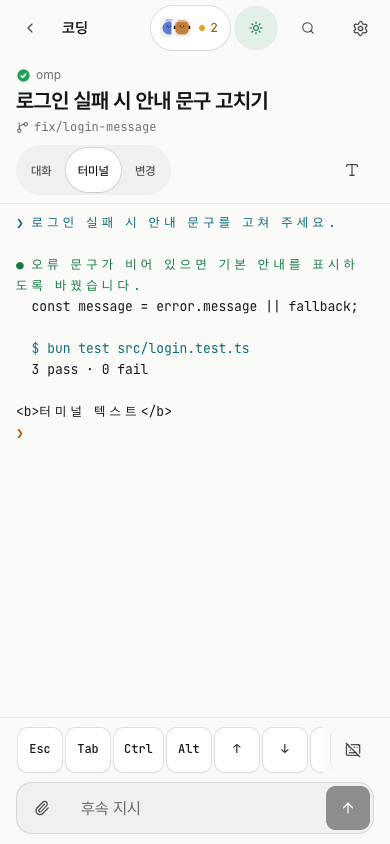 코딩
2
omp
로그인 실패 시 안내 문구 고치기
fix/login-message
대화 터미널 변경
❯ 로그인 실패 시 안내 문구를 고쳐 주세요.
● 오류 문구가 비어 있으면 기본 안내를 표시하
도록 바꿨습니다.
const message = error.message || fallback;
$ bun test src/login.test.ts
3 pass · 0 fail
<b>터미널 텍스트</b>
❯
Esc Tab Ctrl Alt ↑ ↓
후속 지시